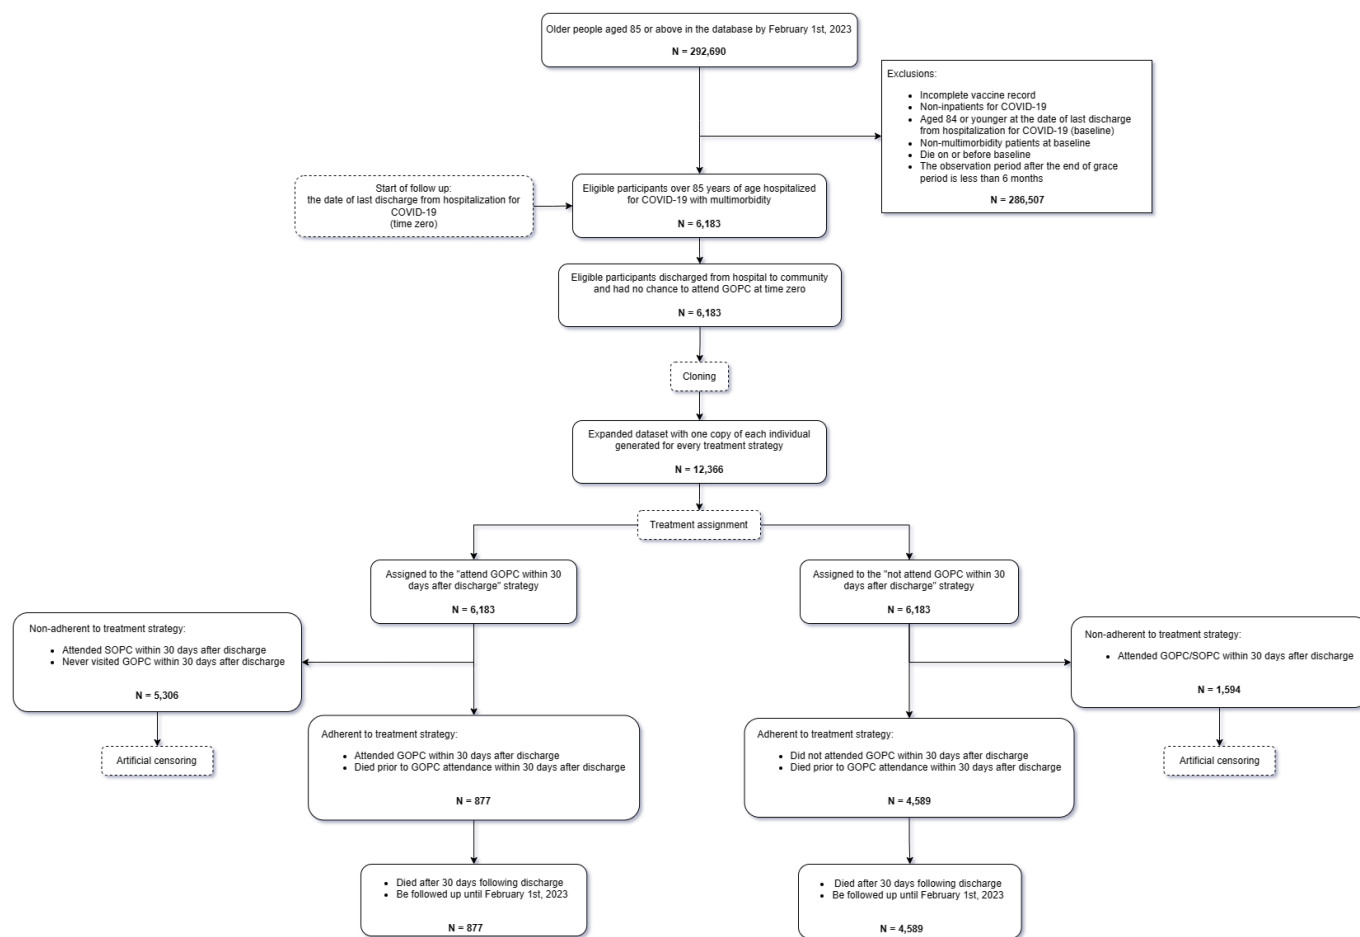 Older people aged 85 or above in the database by February 1st, 2023
N = 292,690
Exclusions:
• Incomplete vaccine record
• Non-inpatients for COVID-19
• Aged 84 or younger at the date of last discharge
from hospitalization for COVID-19 (baseline)
• Non-multimorbidity patients at baseline
• Die on or before baseline
• The observation period after the end of grace
period is less than 6 months
N = 286,507
Start of follow up:
the date of last discharge from hospitalization for
COVID-19
(time zero)
Eligible participants over 85 years of age hospitalized
for COVID-19 with multimorbidity
N = 6,183
Eligible participants discharged from hospital to community
and had no chance to attend GOPC at time zero
N = 6,183
Cloning
Expanded dataset with one copy of each individual
generated for every treatment strategy
N = 12,366
Treatment assignment
Assigned to the "attend GOPC within 30
days after discharge" strategy
N = 6,183
Assigned to the "not attend GOPC within 30
days after discharge" strategy
N = 6,183
Non-adherent to treatment strategy:
• Attended SOPC within 30 days after discharge
• Never visited GOPC within 30 days after discharge
N = 5,306
Non-adherent to treatment strategy:
• Attended GOPC/SOPC within 30 days after discharge
N = 1,594
Artificial censoring
Adherent to treatment strategy:
• Attended GOPC within 30 days after discharge
• Died prior to GOPC attendance within 30 days after discharge
N = 877
Adherent to treatment strategy:
• Did not attended GOPC within 30 days after discharge
• Died prior to GOPC attendance within 30 days after discharge
N = 4,589
Artificial censoring
• Died after 30 days following discharge
• Be followed up until February 1st, 2023
N = 877
• Died after 30 days following discharge
• Be followed up until February 1st, 2023
N = 4,589